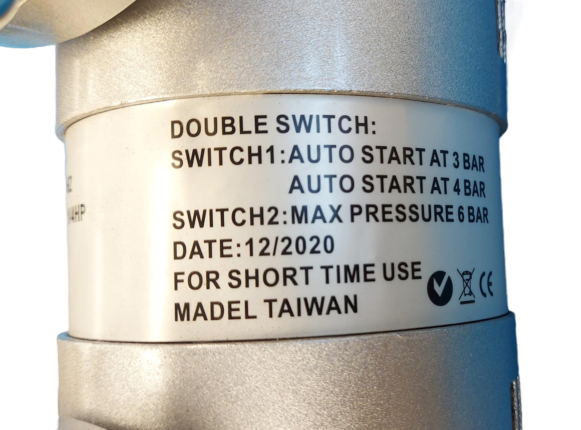 DOUBLE SWITCH:
SWITCH1:AUTO START AT 3 BAR
AUTO START AT 4 BAR
SWITCH2:MAX PRESSURE 6 BAR
DATE:12/2020
FOR SHORT TIME USE
MADEL TAIWAN
CE